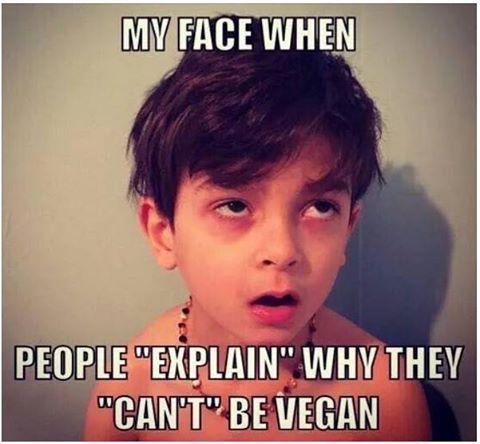 MY FACE WHEN
PEOPLE "EXPLAIN" WHY THEY
"CAN'T" BE VEGAN